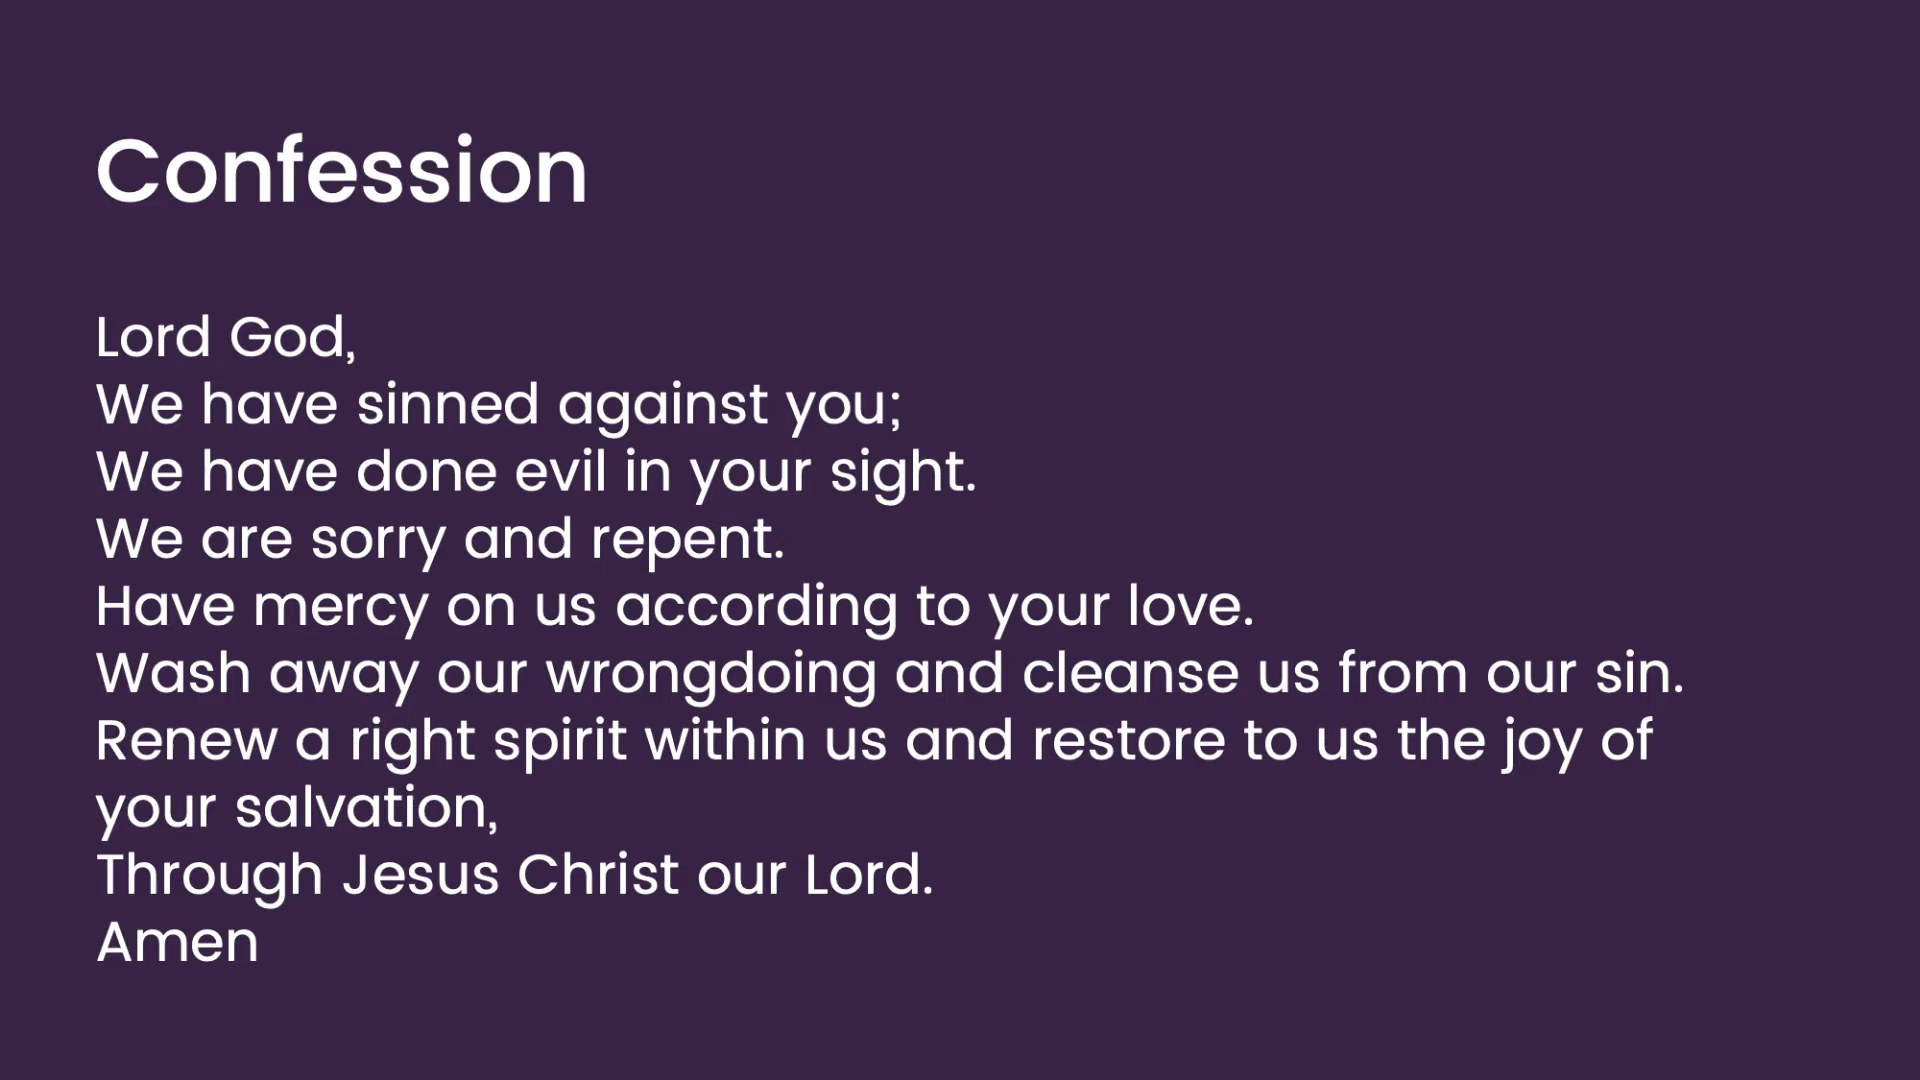 Confession
Lord God,
We have sinned against you;
We have done evil in your sight.
We are sorry and repent.
Have mercy on us according to your love.
Wash away our wrongdoing and cleanse us from our sin.
Renew a right spirit within us and restore to us the joy of
your salvation,
Through Jesus Christ our Lord.
Amen